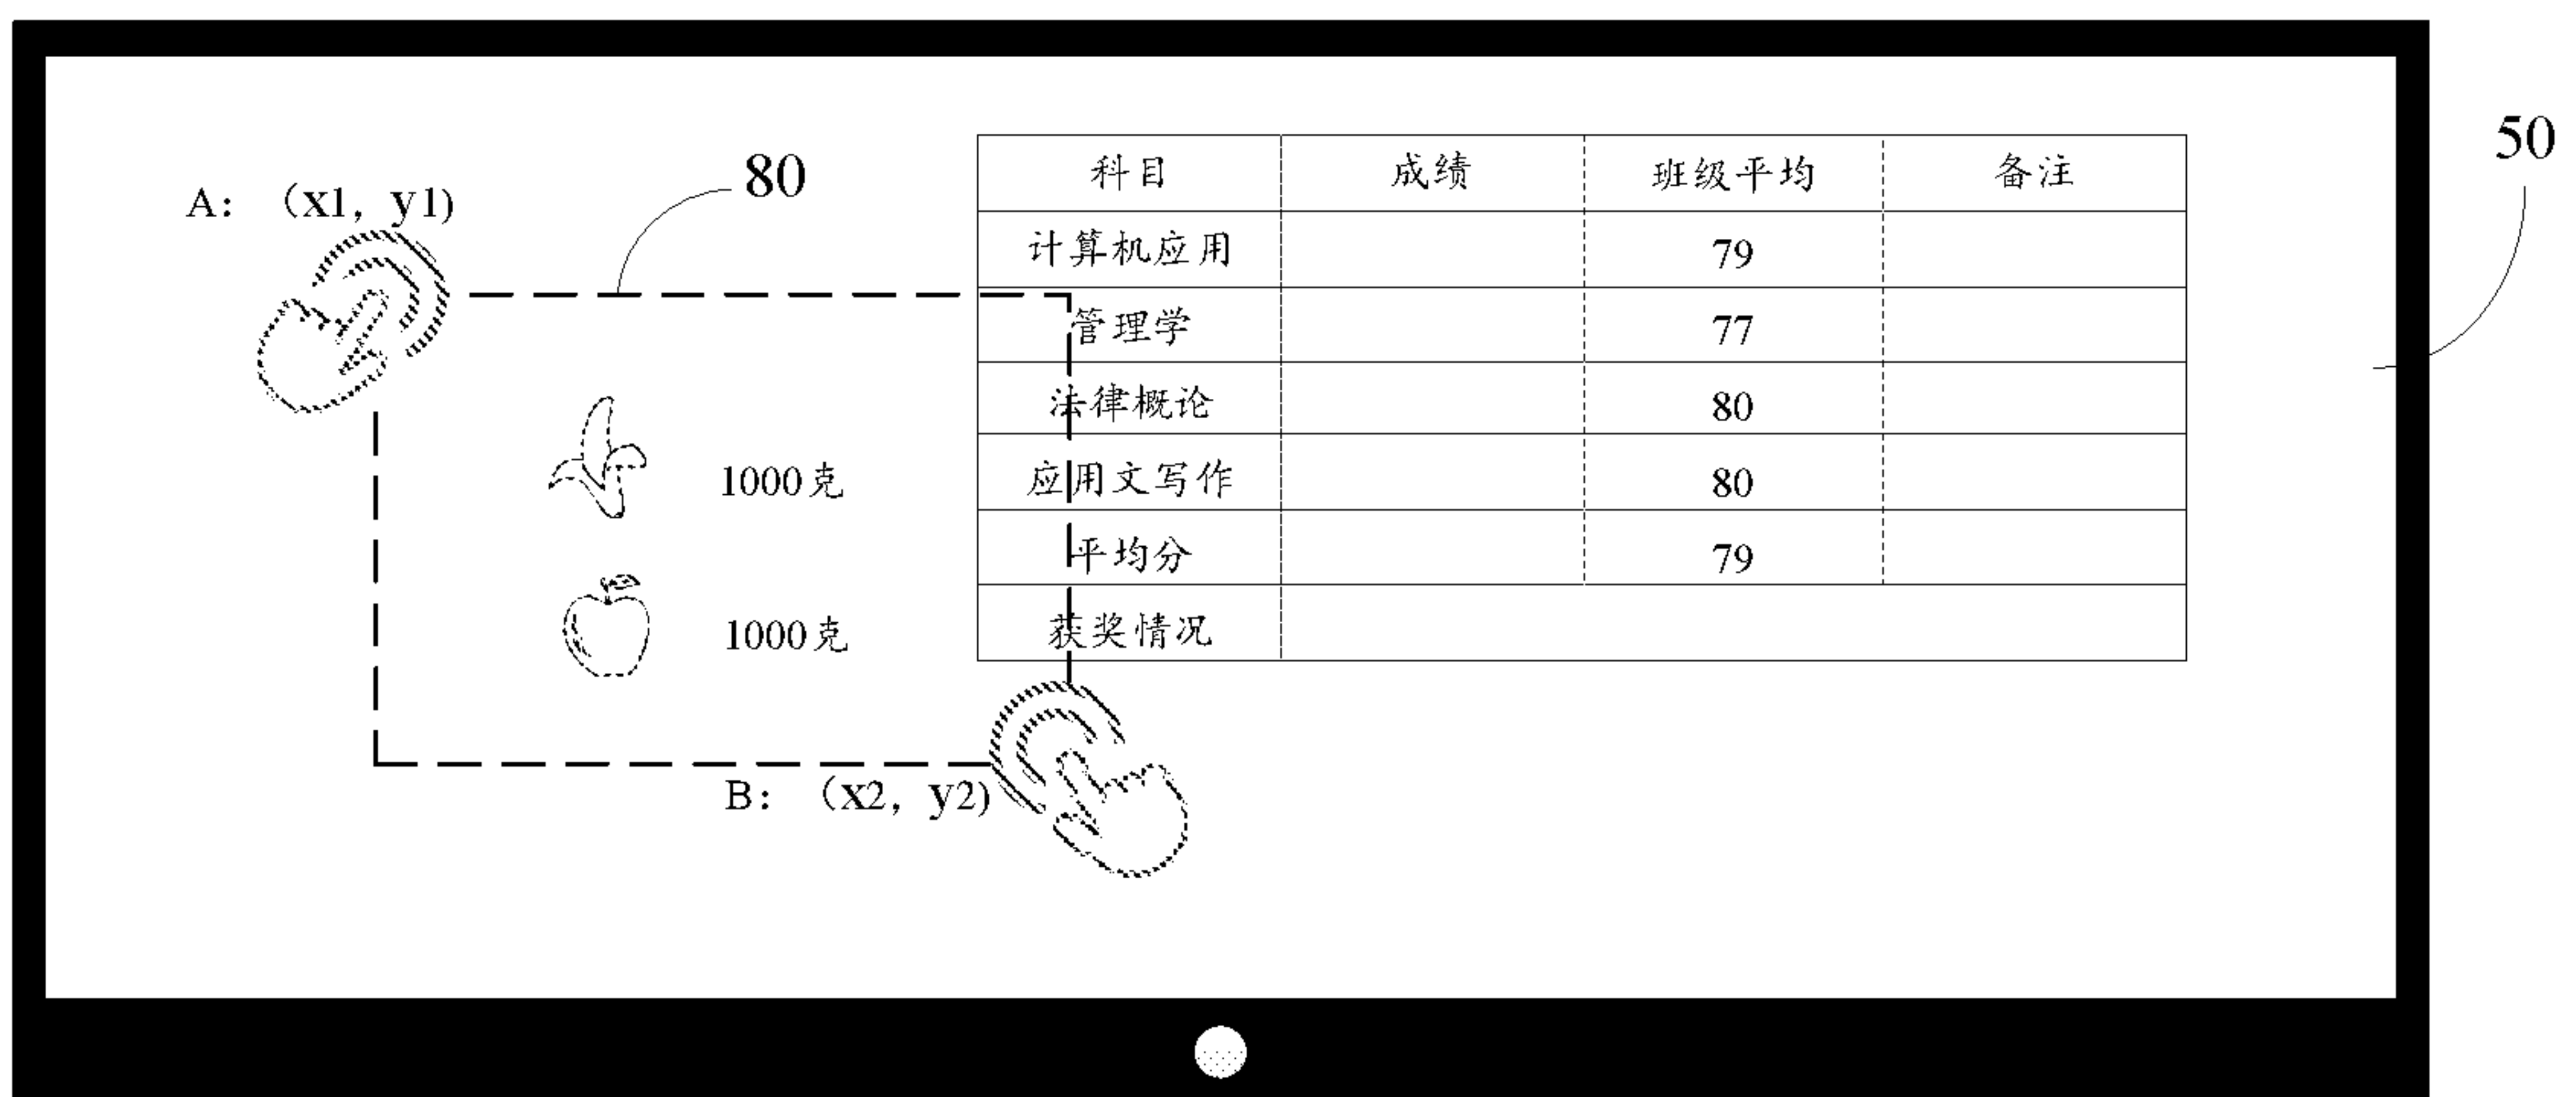 50
80
A: （x1, y1)
科目 成绩 班级平均 备注
计算机应用 79
管理学 77
法律概论 80
应用文写作 80
平均分 79
获奖情况
1000克
1000克
B: （x2, y2)